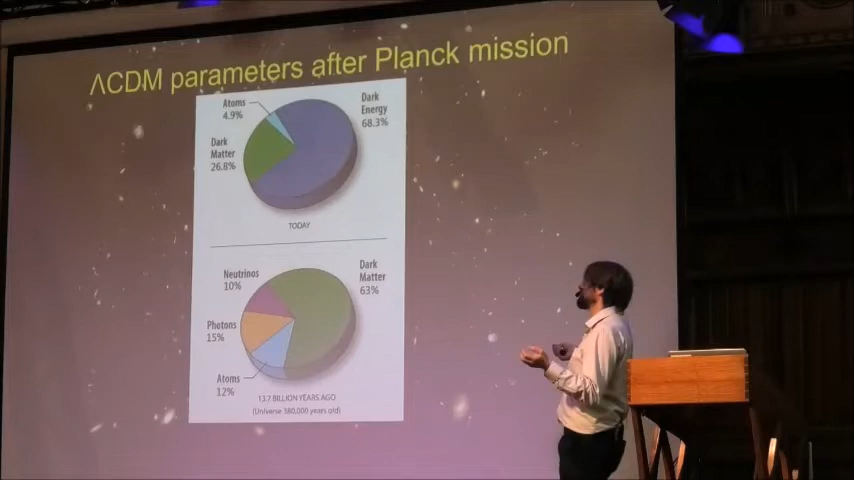 ΛCDM parameters after Planck mission
Atoms
4.9%
Dark
Energy
68.3%
Dark
Matter
26.8%
TODAY
Neutrinos
10%
Dark
Matter
63%
Photons
15%
Atoms
12%
13.7 BILLION YEARS AGO
(Universe 380,000 years old)